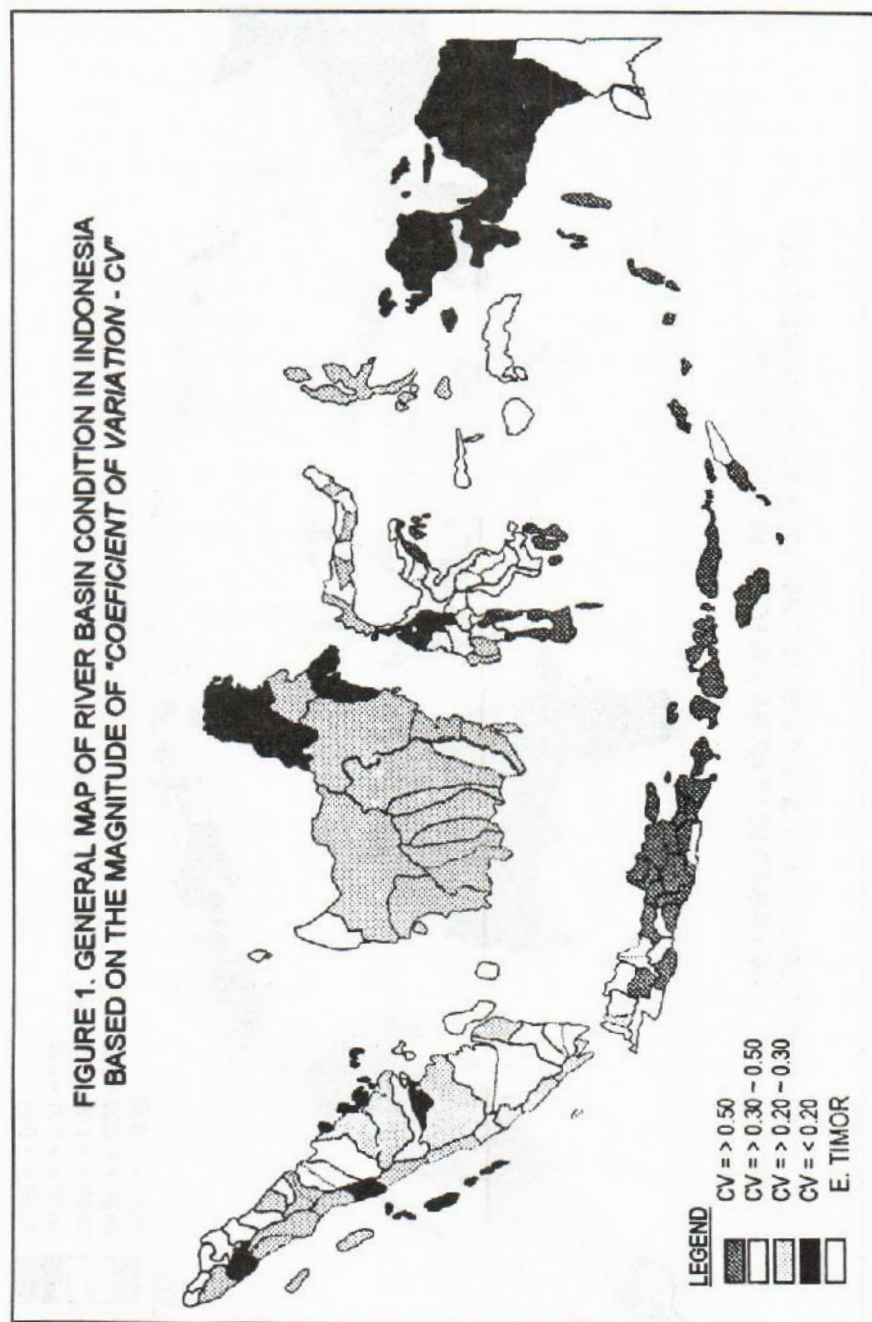 FIGURE 1. GENERAL MAP OF RIVER BASIN CONDITION IN INDONESIA
BASED ON THE MAGNITUDE OF "COEFICIENT OF VARIATION - CV"
LEGEND
CV = > 0.50
CV = > 0.30 - 0.50
CV = > 0.20 - 0.30
CV = < 0.20
E. TIMOR